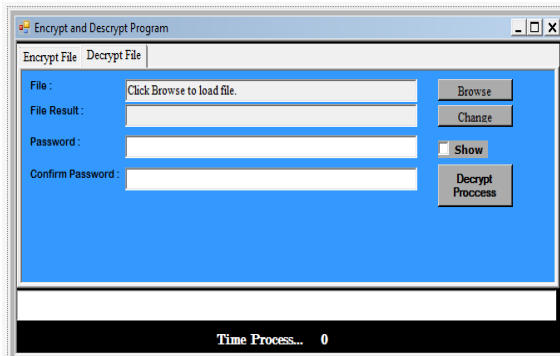 Encrypt and Descrypt Program
Encrypt File Decrypt File
File : Click Browse to load file. Browse
File Result : Change
Password : Show
Confirm Password : Decrypt
Proccess
Time Process... 0